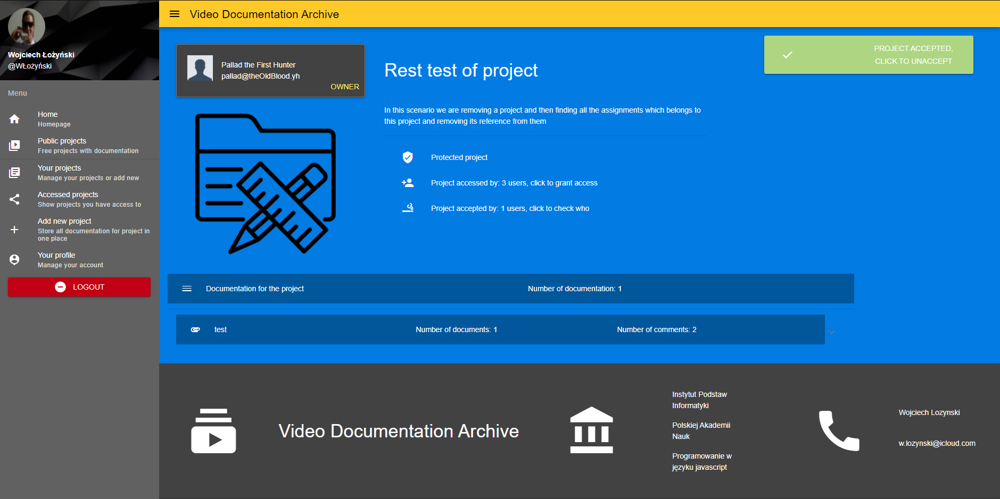 Wojciech Łożyński
@WŁożyński
Menu
Home
Homepage
Public projects
Free projects with documentation
Your projects
Manage your projects or add new
Accessed projects
Show projects you have access to
Add new project
Store all documentation for project in
one place
Your profile
Manage your account
LOGOUT
Video Documentation Archive
Pallad the First Hunter
pallad@theOldBlood.yh
OWNER
Rest test of project
PROJECT ACCEPTED,
CLICK TO UNACCEPT
In this scenario we are removing a project and then finding all the assignments which belongs to
this project and removing its reference from them
Protected project
Project accessed by: 3 users, click to grant access
Project accepted by: 1 users, click to check who
Documentation for the project Number of documentation: 1
test Number of documents: 1 Number of comments: 2
Video Documentation Archive
Instytut Podstaw
Informatyki
Polskiej Akademii
Nauk
Programowanie w
języku javascript
Wojciech Lozynski
w.lozynski@icloud.com